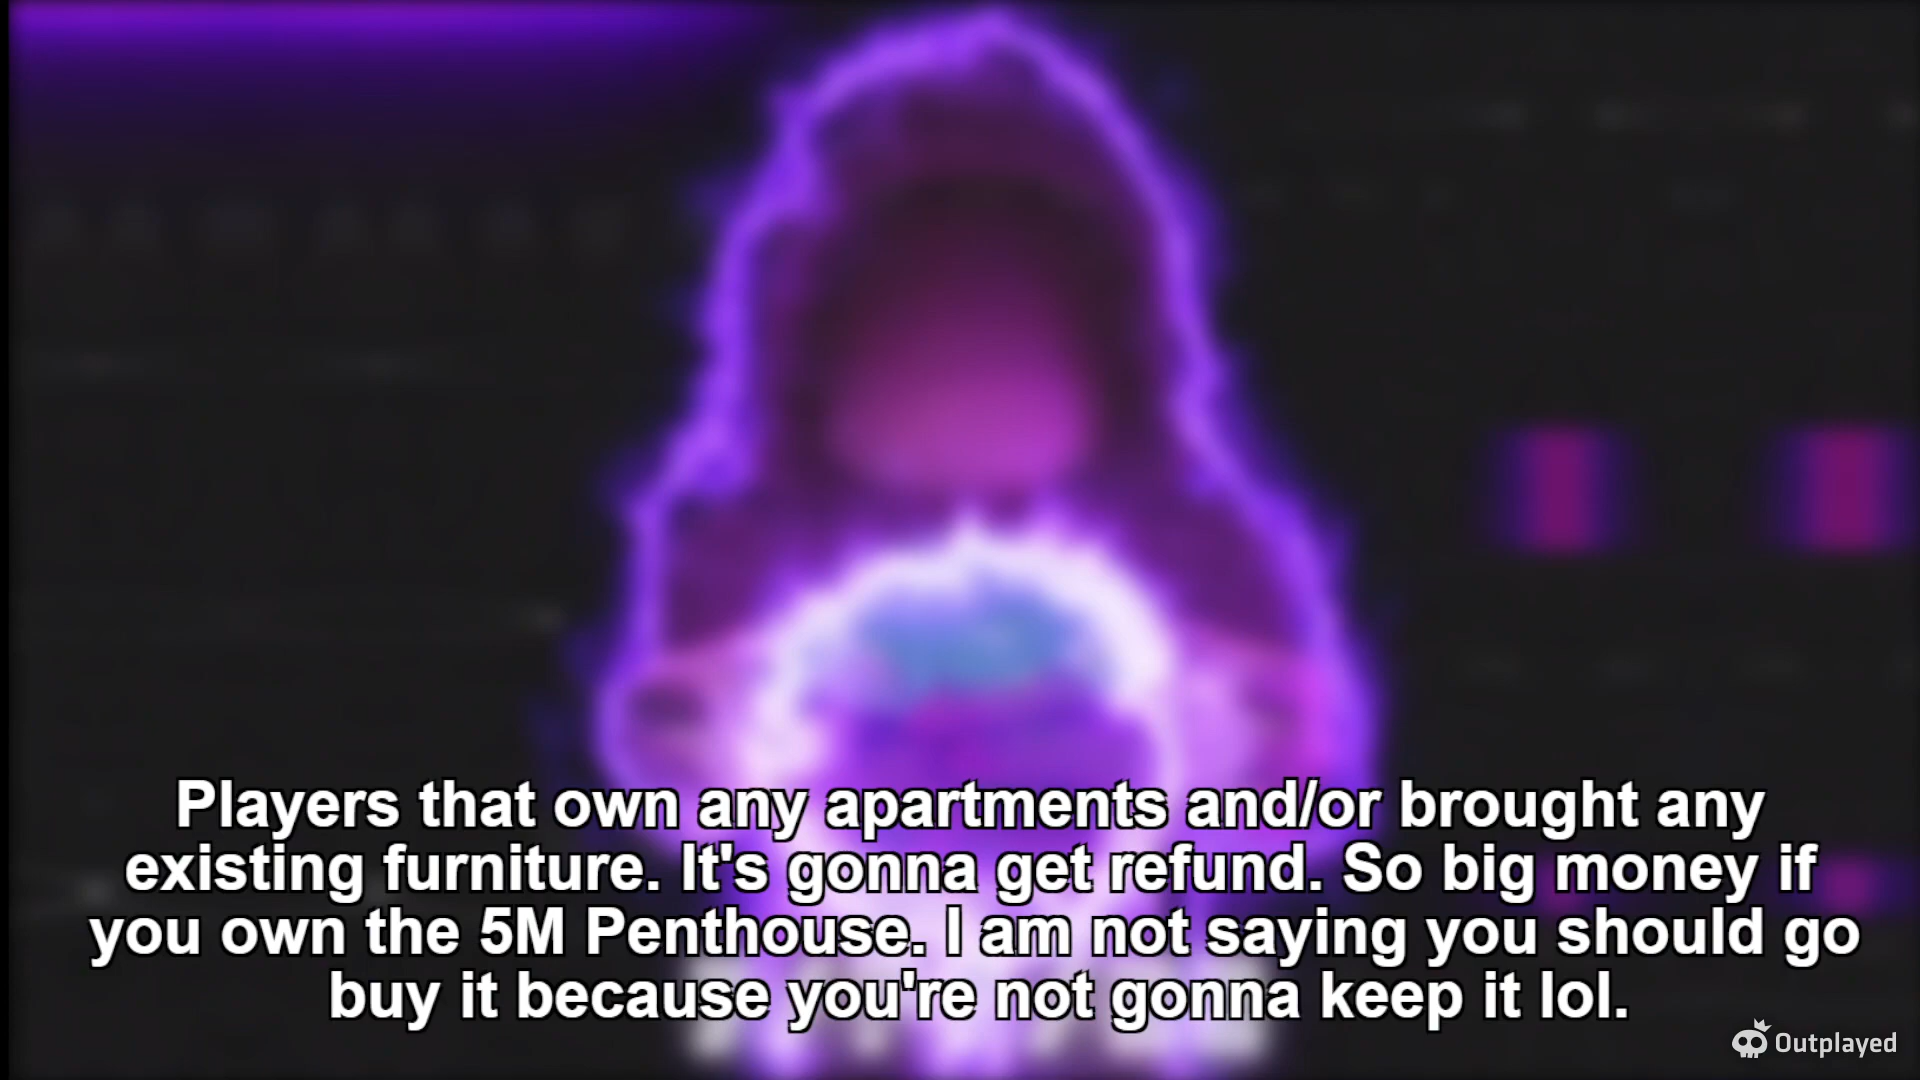 Players that own any apartments and/or brought any
existing furniture. It's gonna get refund. So big money if
you own the 5M Penthouse. I am not saying you should go
buy it because you're not gonna keep it lol.
Outplayed